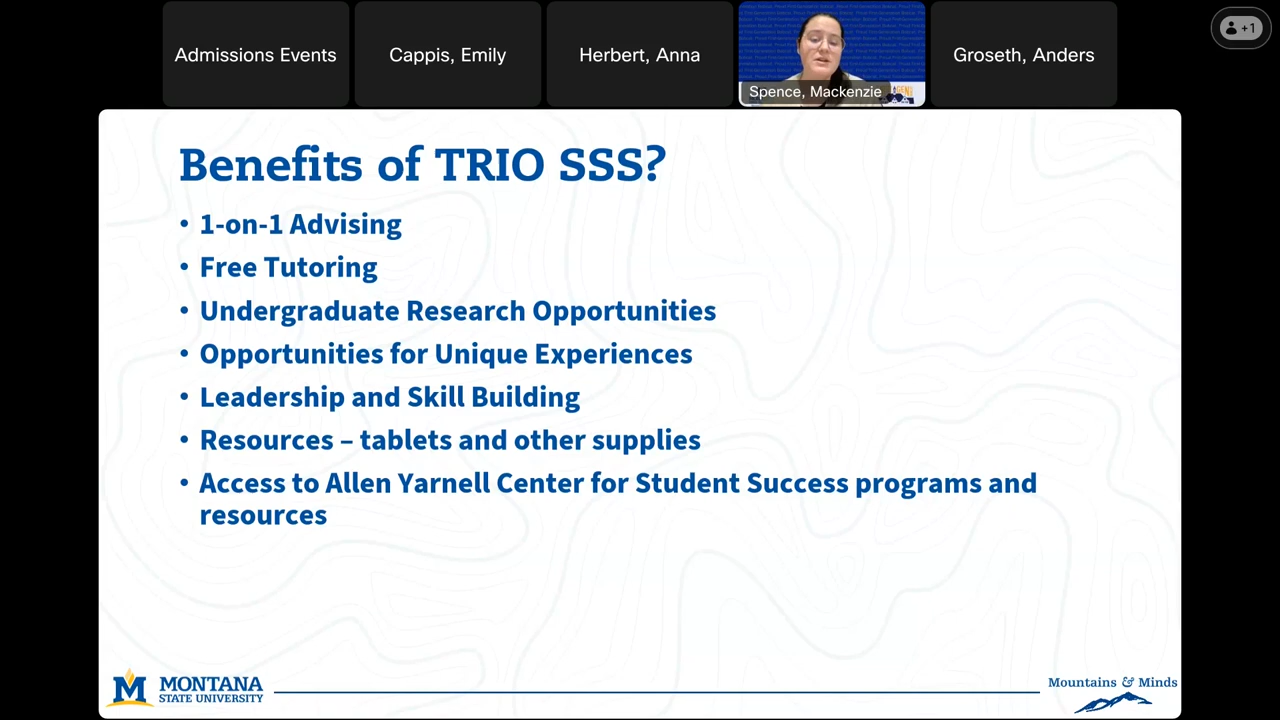 Admissions Events
Cappis, Emily
Herbert, Anna
Spence, Mackenzie
Groseth, Anders
+1
Benefits of TRIO SSS?
• 1-on-1 Advising
• Free Tutoring
• Undergraduate Research Opportunities
• Opportunities for Unique Experiences
• Leadership and Skill Building
• Resources – tablets and other supplies
• Access to Allen Yarnell Center for Student Success programs and
resources
M MONTANA
STATE UNIVERSITY
Mountains & Minds